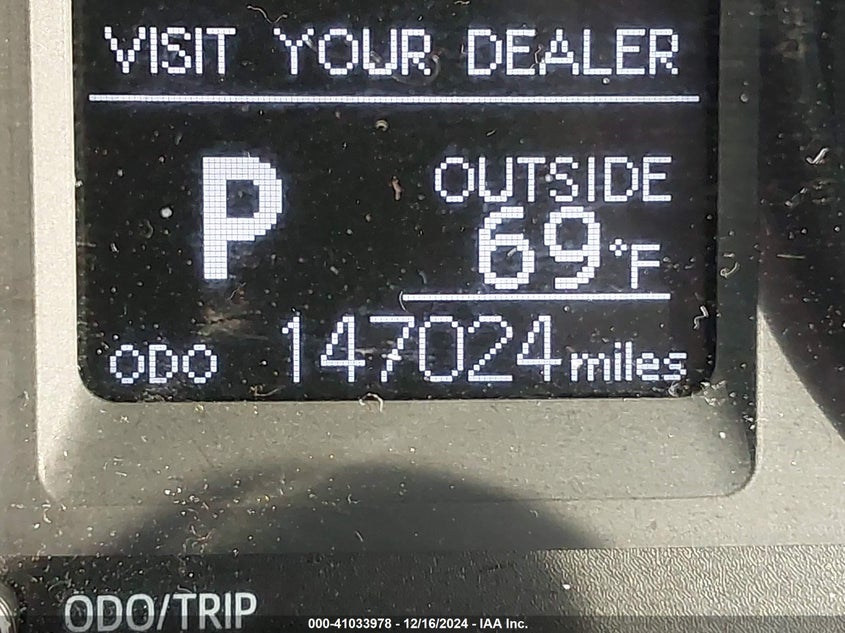 VISIT YOUR DEALER
P
OUTSIDE
69°F
ODO 147024 miles
ODO/TRIP
000-41033978 - 12/16/2024 - IAA Inc.